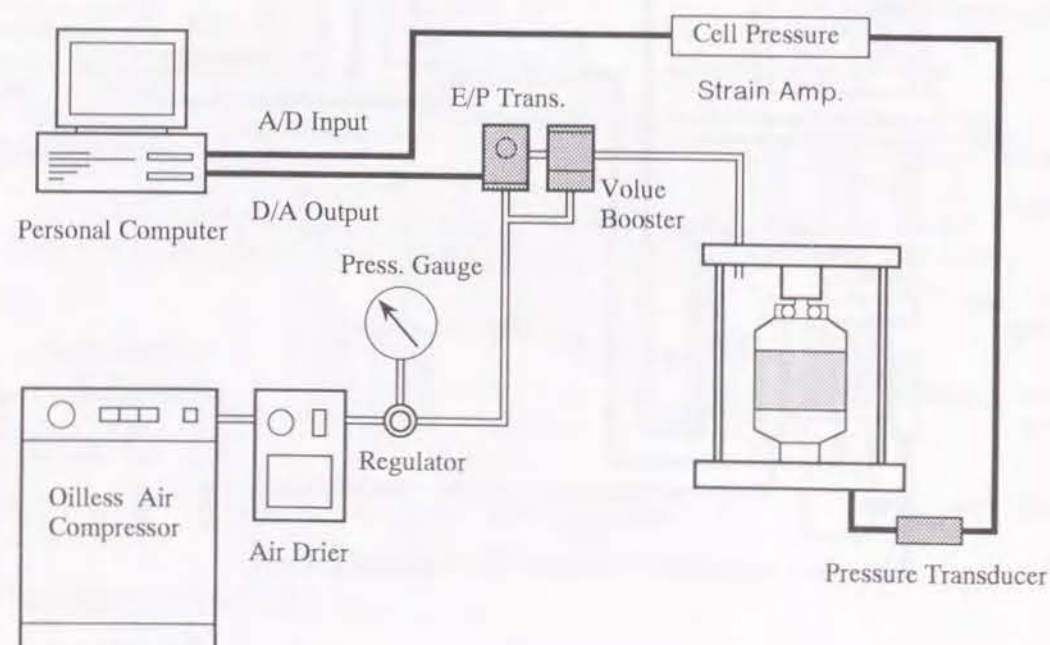 Cell Pressure
Strain Amp.
E/P Trans.
A/D Input
Volue
Booster
D/A Output
Personal Computer
Press. Gauge
Regulator
Oilless Air
Compressor
Air Drier
Pressure Transducer